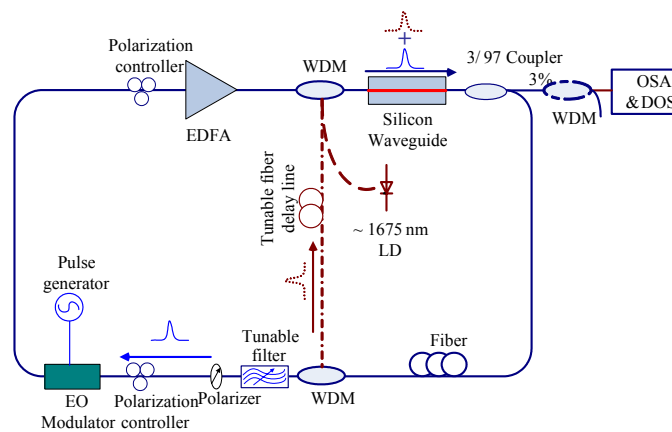 Polarization
controller
EDFA
WDM
+
Silicon
Waveguide
3/ 97 Coupler
3%
WDM
OSA
& DOS
Tunable fiber
delay line
~ 1675 nm
LD
Pulse
generator
EO
Modulator
Polarization
controller
Polarizer
Tunable
filter
WDM
Fiber